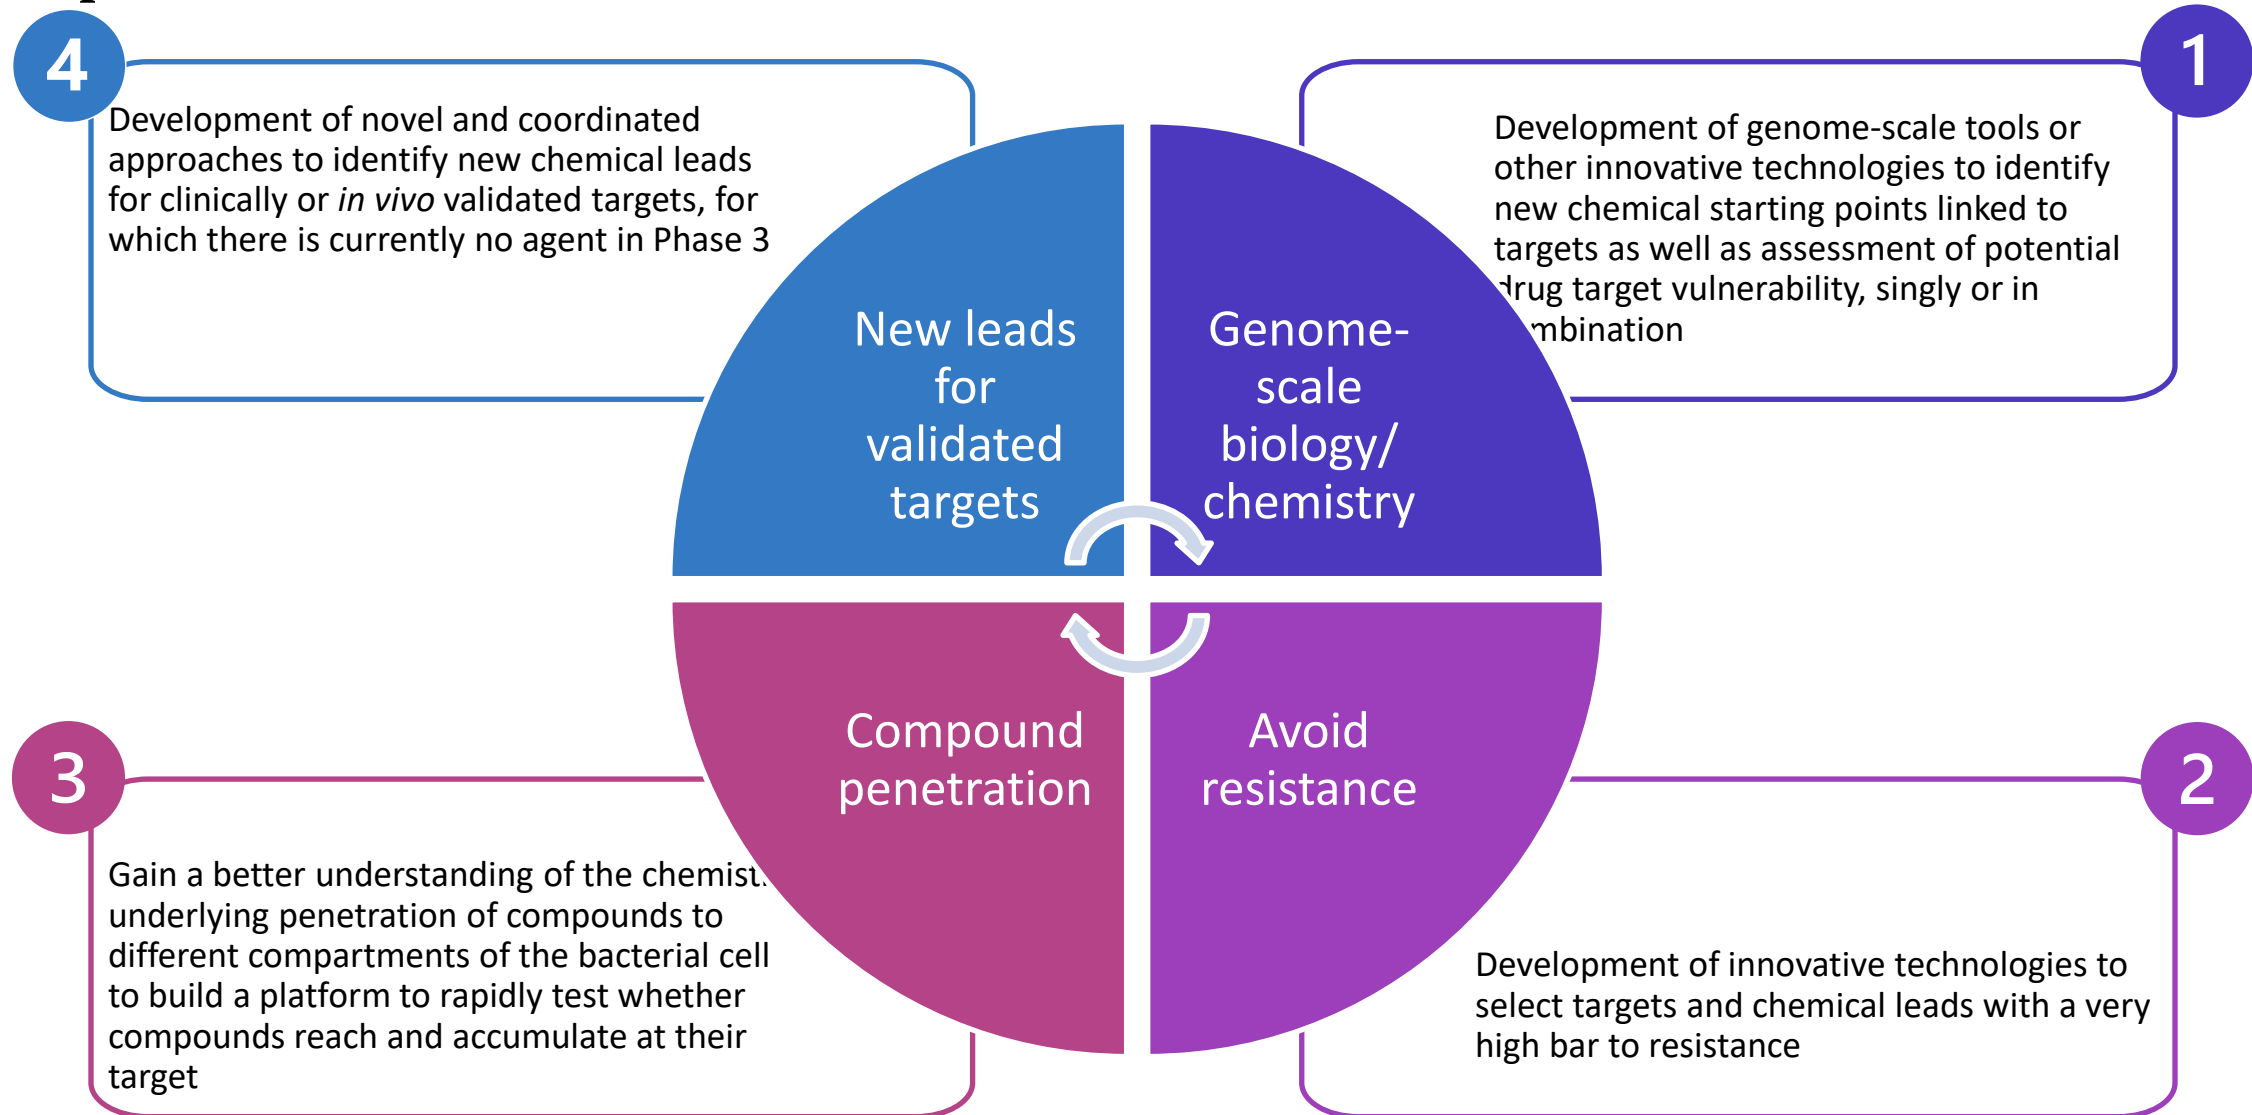 4
Development of novel and coordinated
approaches to identify new chemical leads
for clinically or in vivo validated targets, for
which there is currently no agent in Phase 3
1
Development of genome-scale tools or
other innovative technologies to identify
new chemical starting points linked to
targets as well as assessment of potential
drug target vulnerability, singly or in
mbination
New leads
for
validated
targets
Genome-
scale
biology/
chemistry
Compound
penetration
Avoid
resistance
3
Gain a better understanding of the chemist
underlying penetration of compounds to
different compartments of the bacterial cell
to build a platform to rapidly test whether
compounds reach and accumulate at their
target
2
Development of innovative technologies to
select targets and chemical leads with a very
high bar to resistance